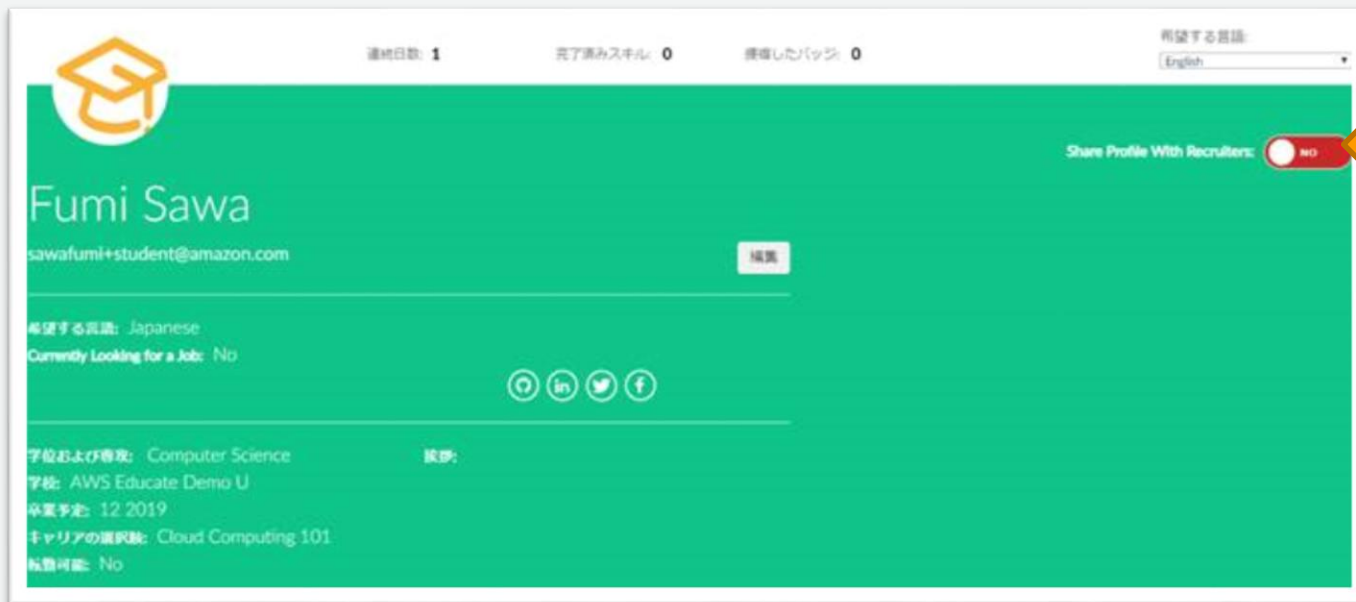 連続日数: 1
完了済みスキル: 0
獲得したバッジ: 0
希望する言語:
English
Share Profile With Recruiters: NO
Fumi Sawa
sawafumi+student@amazon.com
編集
希望する言語: Japanese
Currently Looking for a Job: No
in
f
学位および専攻: Computer Science
挨拶:
学校: AWS Educate Demo U
卒業予定: 12 2019
キャリアの選択肢: Cloud Computing 101
転勤可能: No